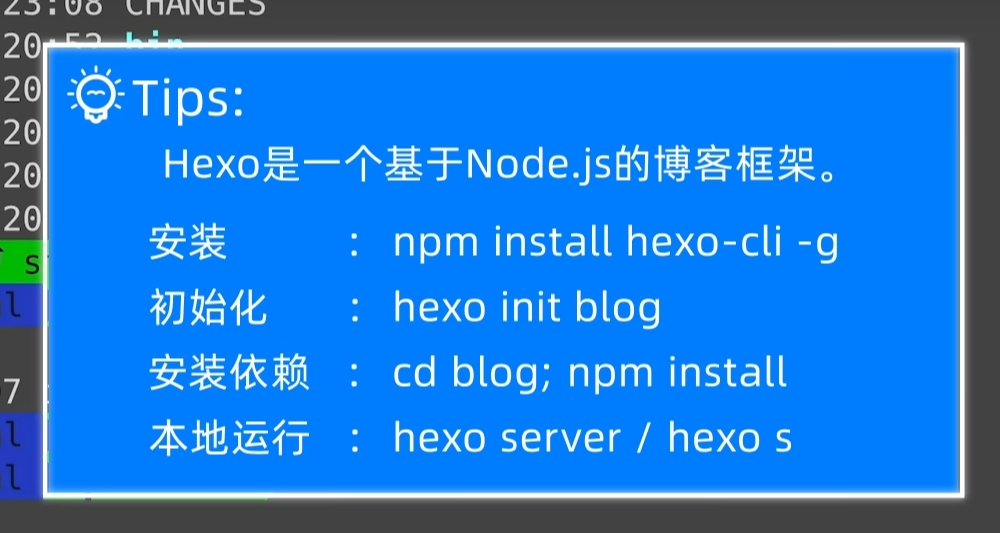 23:08 CHANGES
20:52 bin
20
20
20
20
Tips:
Hexo是一个基于Node.js的博客框架。
安装 : npm install hexo-cli -g
初始化 : hexo init blog
安装依赖 : cd blog; npm install
本地运行 : hexo server / hexo s